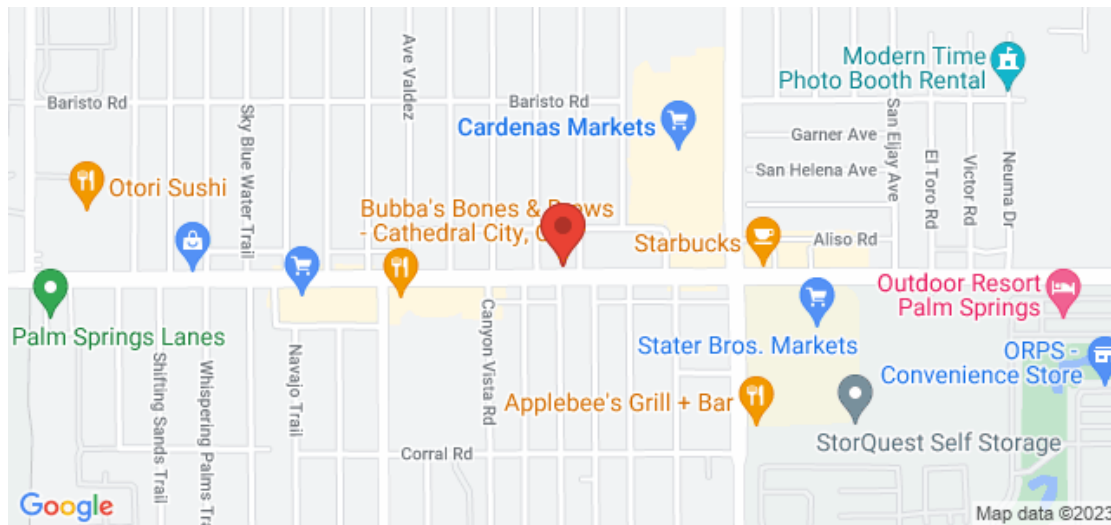 Ave Valdez
Modern Time
Photo Booth Rental
Baristo Rd
Baristo Rd
Cardenas Markets
Garner Ave
San Helena Ave
San Eljay Ave
El Toro Rd
Victor Rd
Neuma Dr
Sky Blue Water Trail
Otori Sushi
Bubba's Bones & Brews
- Cathedral City,
Starbucks
Aliso Rd
Outdoor Resort
Palm Springs
Palm Springs Lanes
Canyon Vista Rd
Stater Bros. Markets
ORPS -
Convenience Store
Shifting Sands Trail
Whispering Palms Tra
Navajo Trail
Applebee's Grill + Bar
StorQuest Self Storage
Corral Rd
Google
Map data ©2023